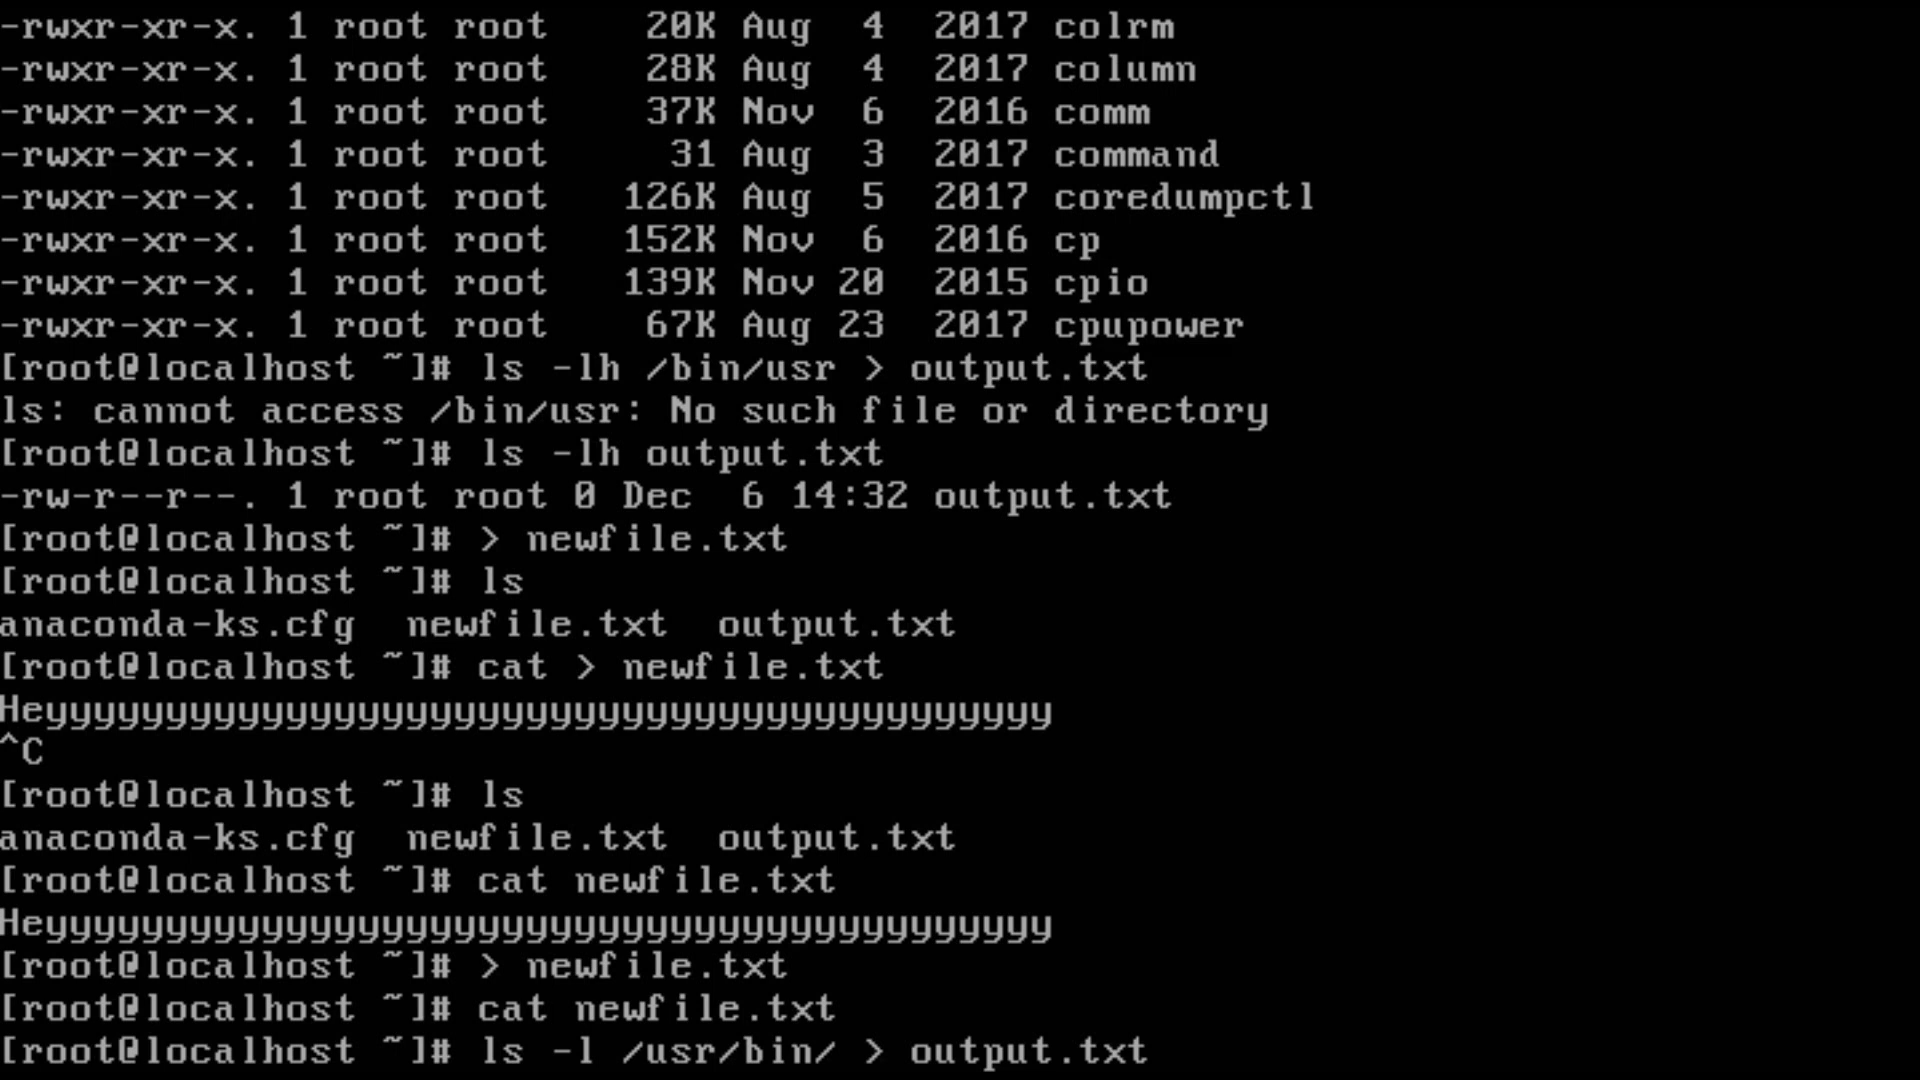 -rwxr-xr-x. 1 root root    20K Aug  4  2017 colrm
-rwxr-xr-x. 1 root root    28K Aug  4  2017 column
-rwxr-xr-x. 1 root root    37K Nov  6  2016 comm
-rwxr-xr-x. 1 root root     31 Aug  3  2017 command
-rwxr-xr-x. 1 root root   126K Aug  5  2017 coredumpctl
-rwxr-xr-x. 1 root root   152K Nov  6  2016 cp
-rwxr-xr-x. 1 root root   139K Nov 20  2015 cpio
-rwxr-xr-x. 1 root root    67K Aug 23  2017 cpupower
[root@localhost ~]# ls -lh /bin/usr > output.txt
ls: cannot access /bin/usr: No such file or directory
[root@localhost ~]# ls -lh output.txt
-rw-r--r--. 1 root root 0 Dec  6 14:32 output.txt
[root@localhost ~]# > newfile.txt
[root@localhost ~]# ls
anaconda-ks.cfg  newfile.txt  output.txt
[root@localhost ~]# cat > newfile.txt
Heyyyyyyyyyyyyyyyyyyyyyyyyyyyyyyyyyyyyyyyyyy
^C
[root@localhost ~]# ls
anaconda-ks.cfg  newfile.txt  output.txt
[root@localhost ~]# cat newfile.txt
Heyyyyyyyyyyyyyyyyyyyyyyyyyyyyyyyyyyyyyyyyyy
[root@localhost ~]# > newfile.txt
[root@localhost ~]# cat newfile.txt
[root@localhost ~]# ls -l /usr/bin/ > output.txt